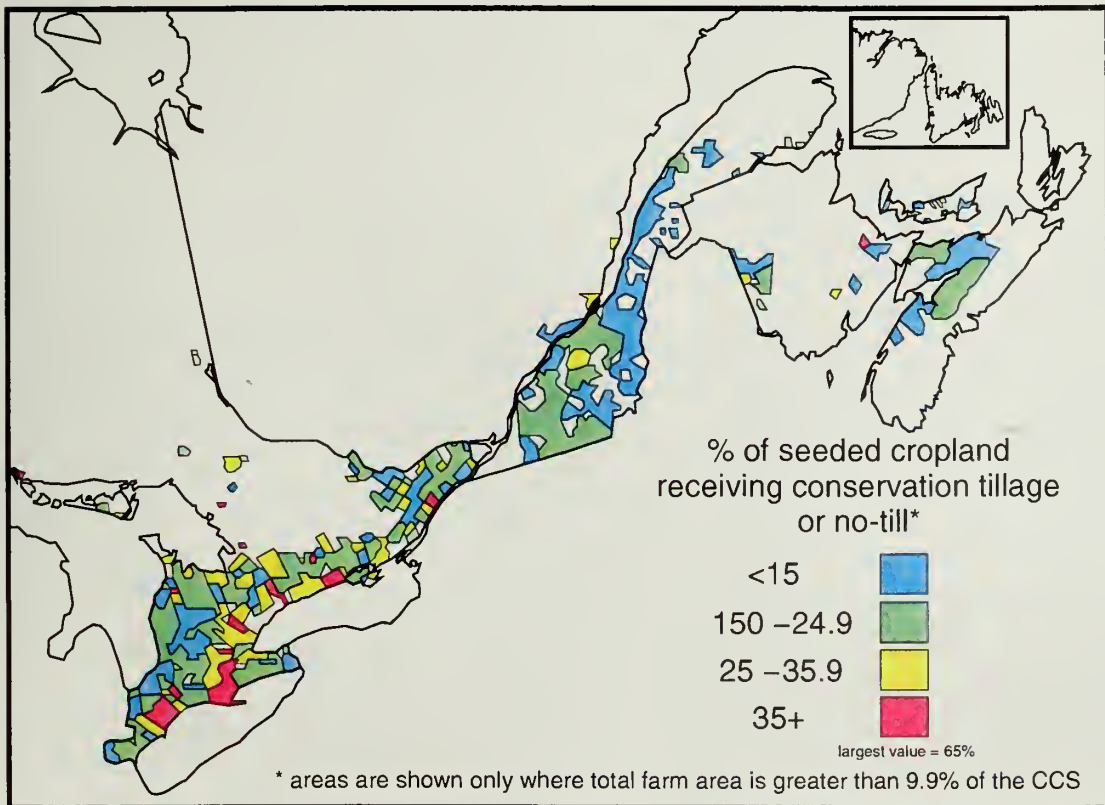 % of seeded cropland
receiving conservation tillage
or no-till*
<15
150 –24.9
25 –35.9
35+
largest value = 65%
* areas are shown only where total farm area is greater than 9.9% of the CCS